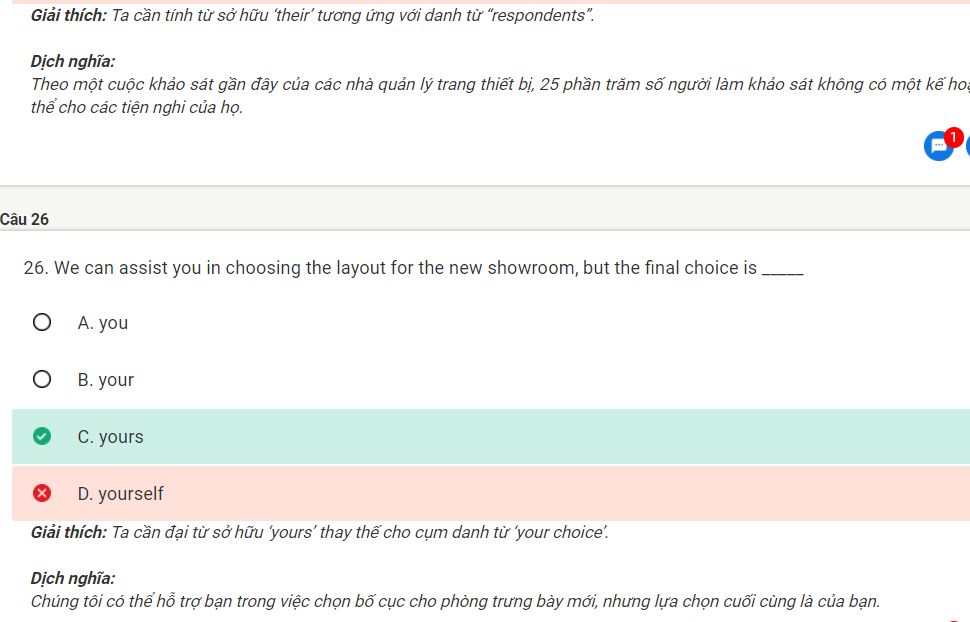 Giải thích: Ta cần tính từ sở hữu ‘their’ tương ứng với danh từ “respondents”.
Dịch nghĩa:
Theo một cuộc khảo sát gần đây của các nhà quản lý trang thiết bị, 25 phần trăm số người làm khảo sát không có một kế
thể cho các tiện nghi của họ.
1
Câu 26
26. We can assist you in choosing the layout for the new showroom, but the final choice is _____
A. you
B. your
C. yours
D. yourself
Giải thích: Ta cần đại từ sở hữu ‘yours’ thay thế cho cụm danh từ ‘your choice’.
Dịch nghĩa:
Chúng tôi có thể hỗ trợ bạn trong việc chọn bố cục cho phòng trưng bày mới, nhưng lựa chọn cuối cùng là của bạn.